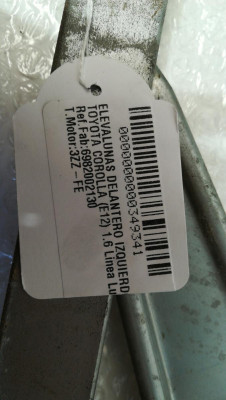 0000000000349341
ELEVALUNAS DELANTERO IZQUIERD
TOYOTA COROLLA (E12) 1.6 Linea Lu
Ref.Fab:6982002130
T.Motor:3ZZ-FE